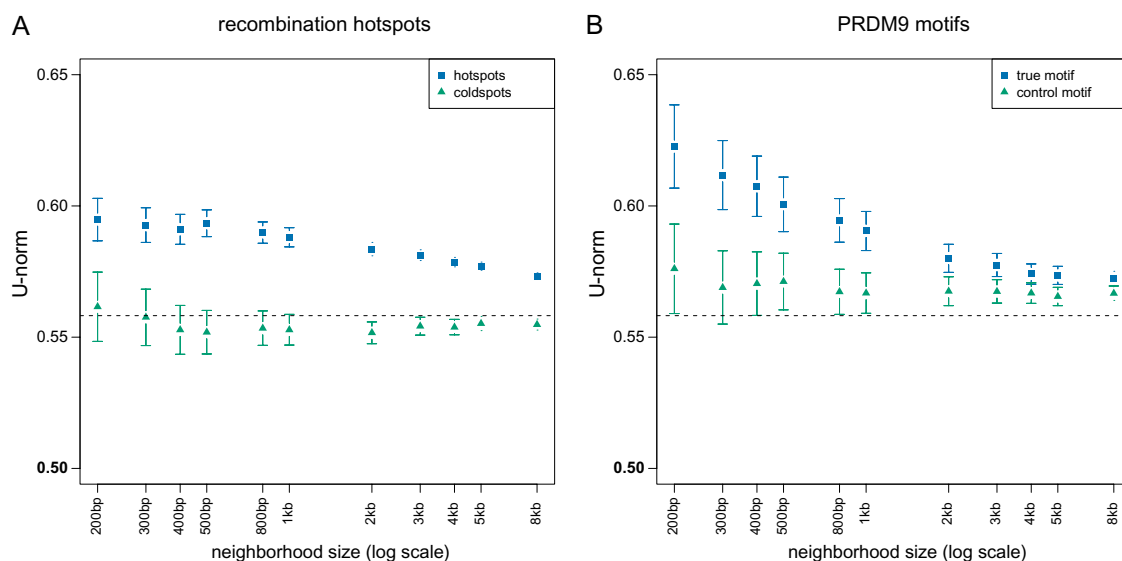 A
recombination hotspots
U-norm
0.65
0.60
0.55
0.50
hotspots
coldspots
200bp
300bp
400bp
500bp
800bp
1kb
2kb
3kb
4kb
5kb
8kb
neighborhood size (log scale)
B
PRDM9 motifs
U-norm
0.65
0.60
0.55
0.50
true motif
control motif
200bp
300bp
400bp
500bp
800bp
1kb
2kb
3kb
4kb
5kb
8kb
neighborhood size (log scale)